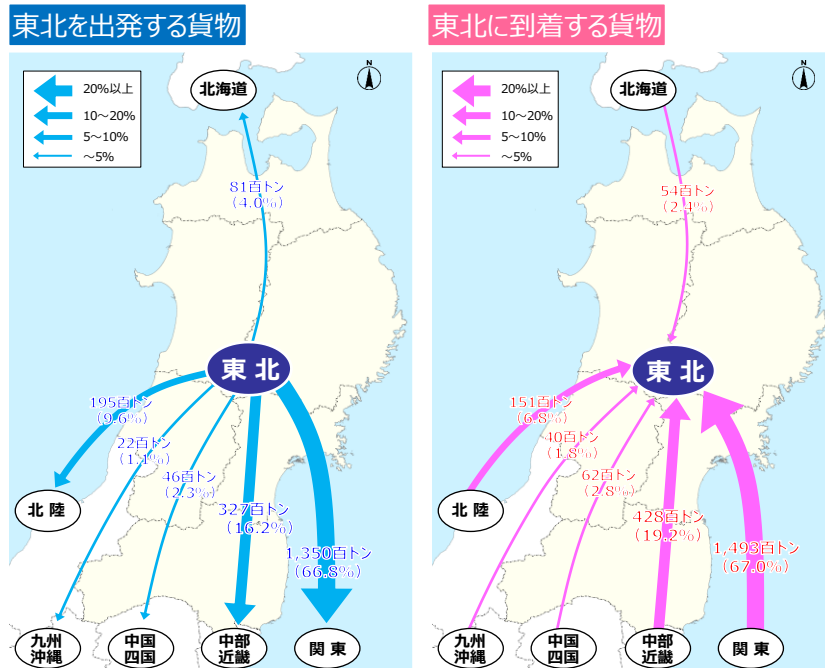 東北を出発する貨物
N
20%以上
10～20%
5～10%
～5%
北海道
81百トン
(4.0%)
東 北
195百トン
(9.6%)
22百トン
(1.1%)
46百トン
(2.3%)
327百トン
(16.2%)
1,350百トン
(66.8%)
北 陸
九州
沖縄
中国
四国
中部
近畿
関 東
東北に到着する貨物
N
20%以上
10～20%
5～10%
～5%
北海道
54百トン
(2.4%)
東 北
151百トン
(6.8%)
40百トン
(1.8%)
62百トン
(2.8%)
428百トン
(19.2%)
1,493百トン
(67.0%)
北 陸
九州
沖縄
中国
四国
中部
近畿
関 東